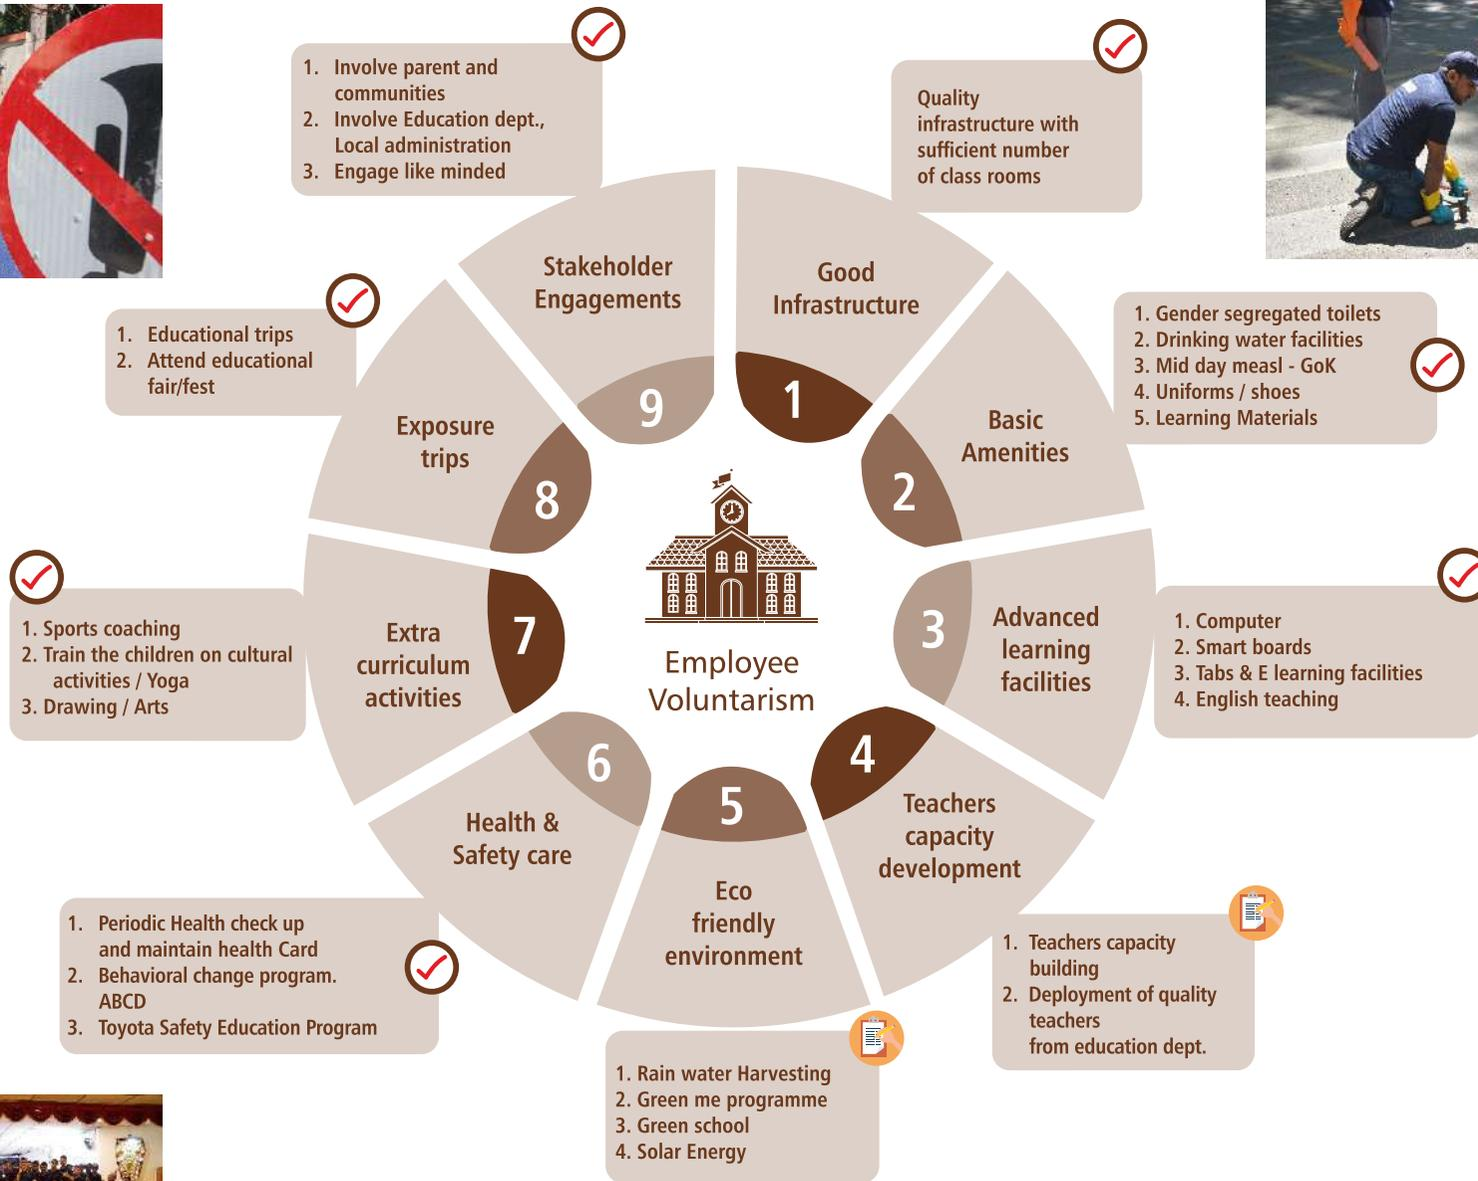 1. Involve parent and
communities
2. Involve Education dept.,
Local administration
3. Engage like minded
Quality
infrastructure with
sufficient number
of class rooms
Stakeholder
Engagements
9
Good
Infrastructure
1
1. Educational trips
2. Attend educational
fair/fest
Exposure
trips
8
1. Gender segregated toilets
2. Drinking water facilities
3. Mid day measl - GoK
4. Uniforms / shoes
5. Learning Materials
Basic
Amenities
2
1. Sports coaching
2. Train the children on cultural
activities / Yoga
3. Drawing / Arts
Extra
curriculum
activities
7
Employee
Voluntarism
3
Advanced
learning
facilities
1. Computer
2. Smart boards
3. Tabs & E learning facilities
4. English teaching
6
Health &
Safety care
5
Eco
friendly
environment
4
Teachers
capacity
development
1. Periodic Health check up
and maintain health Card
2. Behavioral change program.
ABCD
3. Toyota Safety Education Program
1. Teachers capacity
building
2. Deployment of quality
teachers
from education dept.
1. Rain water Harvesting
2. Green me programme
3. Green school
4. Solar Energy